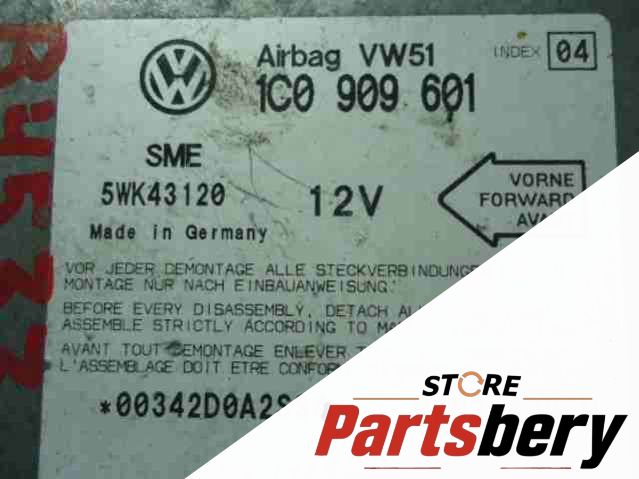 Airbag VW51 INDEX 04
1C0 909 601
SME
5WK43120 12V
Made in Germany
VORNE
FORWARD
VOR JEDER DEMONTAGE ALLE
MONTAGE NUR NACH EINBAUANWEISUNG.
BEFORE EVERY DISASSEMBLY, DETACH
ASSEMBLE STRICTLY ACCORDING TO
AVANT TOUT DEMONTAGE ENLEVER
L'ASSEMBLAGE DOIT ETRE
*00342D0A2
STORE
Partsbery